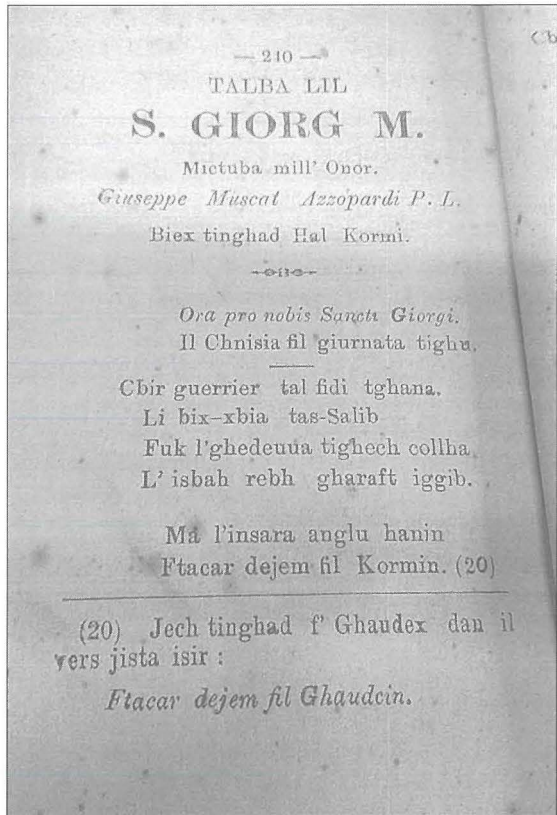 — 240 —
TALBA LIL
S. GIORG M.
Mictuba mill' Onor.
Giuseppe Muscat Azzopardi P. L.
Biex tinghad Hal Kormi.
Ora pro nobis Sancti Giorgi.
Il Chnisia fil giurnata tighu.
Cbir guerrier tal fidi tghana.
Li bix-xbia tas-Salib
Fuk l'ghedeuua tighech collha
L' isbah rebh gharaft iggib.
Ma l'insara anglu hanin
Ftacar dejem fil Kormin. (20)
(20) Jech tinghad f' Ghaudex dan il
vers jista isir :
Ftacar dejem fil Ghaudcin.